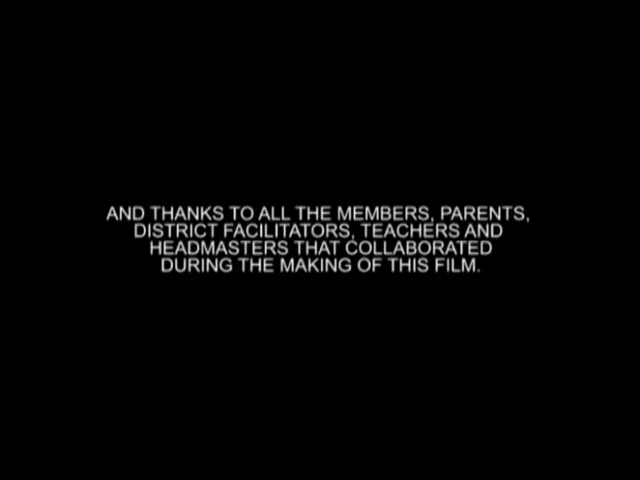 AND THANKS TO ALL THE MEMBERS, PARENTS,
DISTRICT FACILITATORS, TEACHERS AND
HEADMASTERS THAT COLLABORATED
DURING THE MAKING OF THIS FILM.